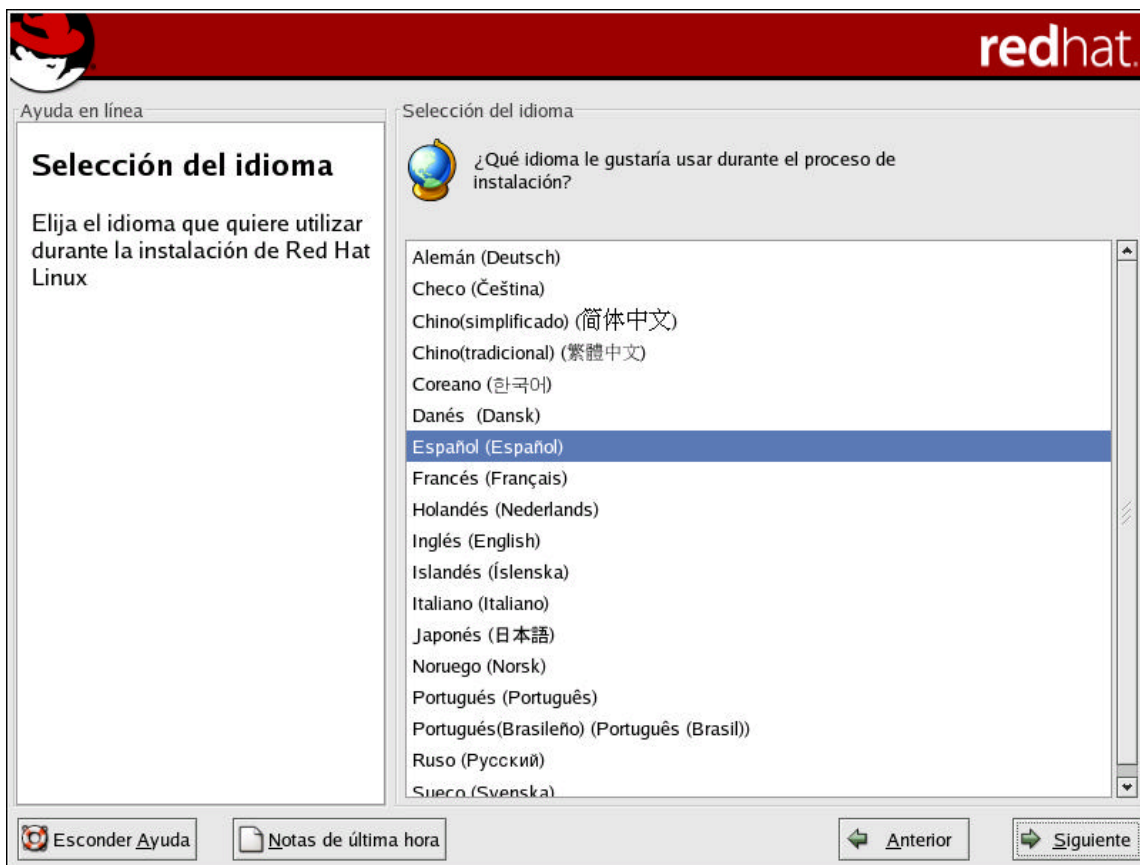 redhat.
Ayuda en línea
Selección del idioma
Elija el idioma que quiere utilizar
durante la instalación de Red Hat
Linux
Selección del idioma
¿Qué idioma le gustaría usar durante el proceso de
instalación?
Alemán (Deutsch)
Checo (Čeština)
Chino(simplificado) (简体中文)
Chino(tradicional) (繁體中文)
Coreano (한국어)
Danés (Dansk)
Español (Español)
Francés (Français)
Holandés (Nederlands)
Inglés (English)
Islandés (Íslenska)
Italiano (Italiano)
Japonés (日本語)
Noruego (Norsk)
Portugués (Português)
Portugués(Brasileño) (Português (Brasil))
Ruso (Русский)
Sueco (Svenska)
Esconder Ayuda
Notas de última hora
Anterior
Siguiente